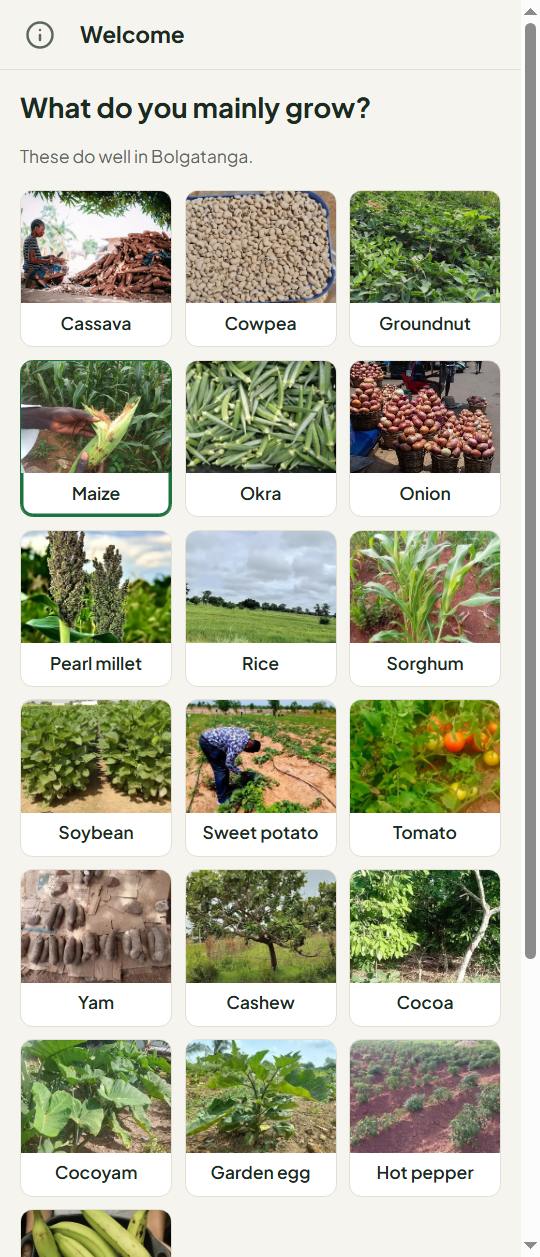 Welcome
What do you mainly grow?
These do well in Bolgatanga.
Cassava
Cowpea
Groundnut
Maize
Okra
Onion
Pearl millet
Rice
Sorghum
Soybean
Sweet potato
Tomato
Yam
Cashew
Cocoa
Cocoyam
Garden egg
Hot pepper